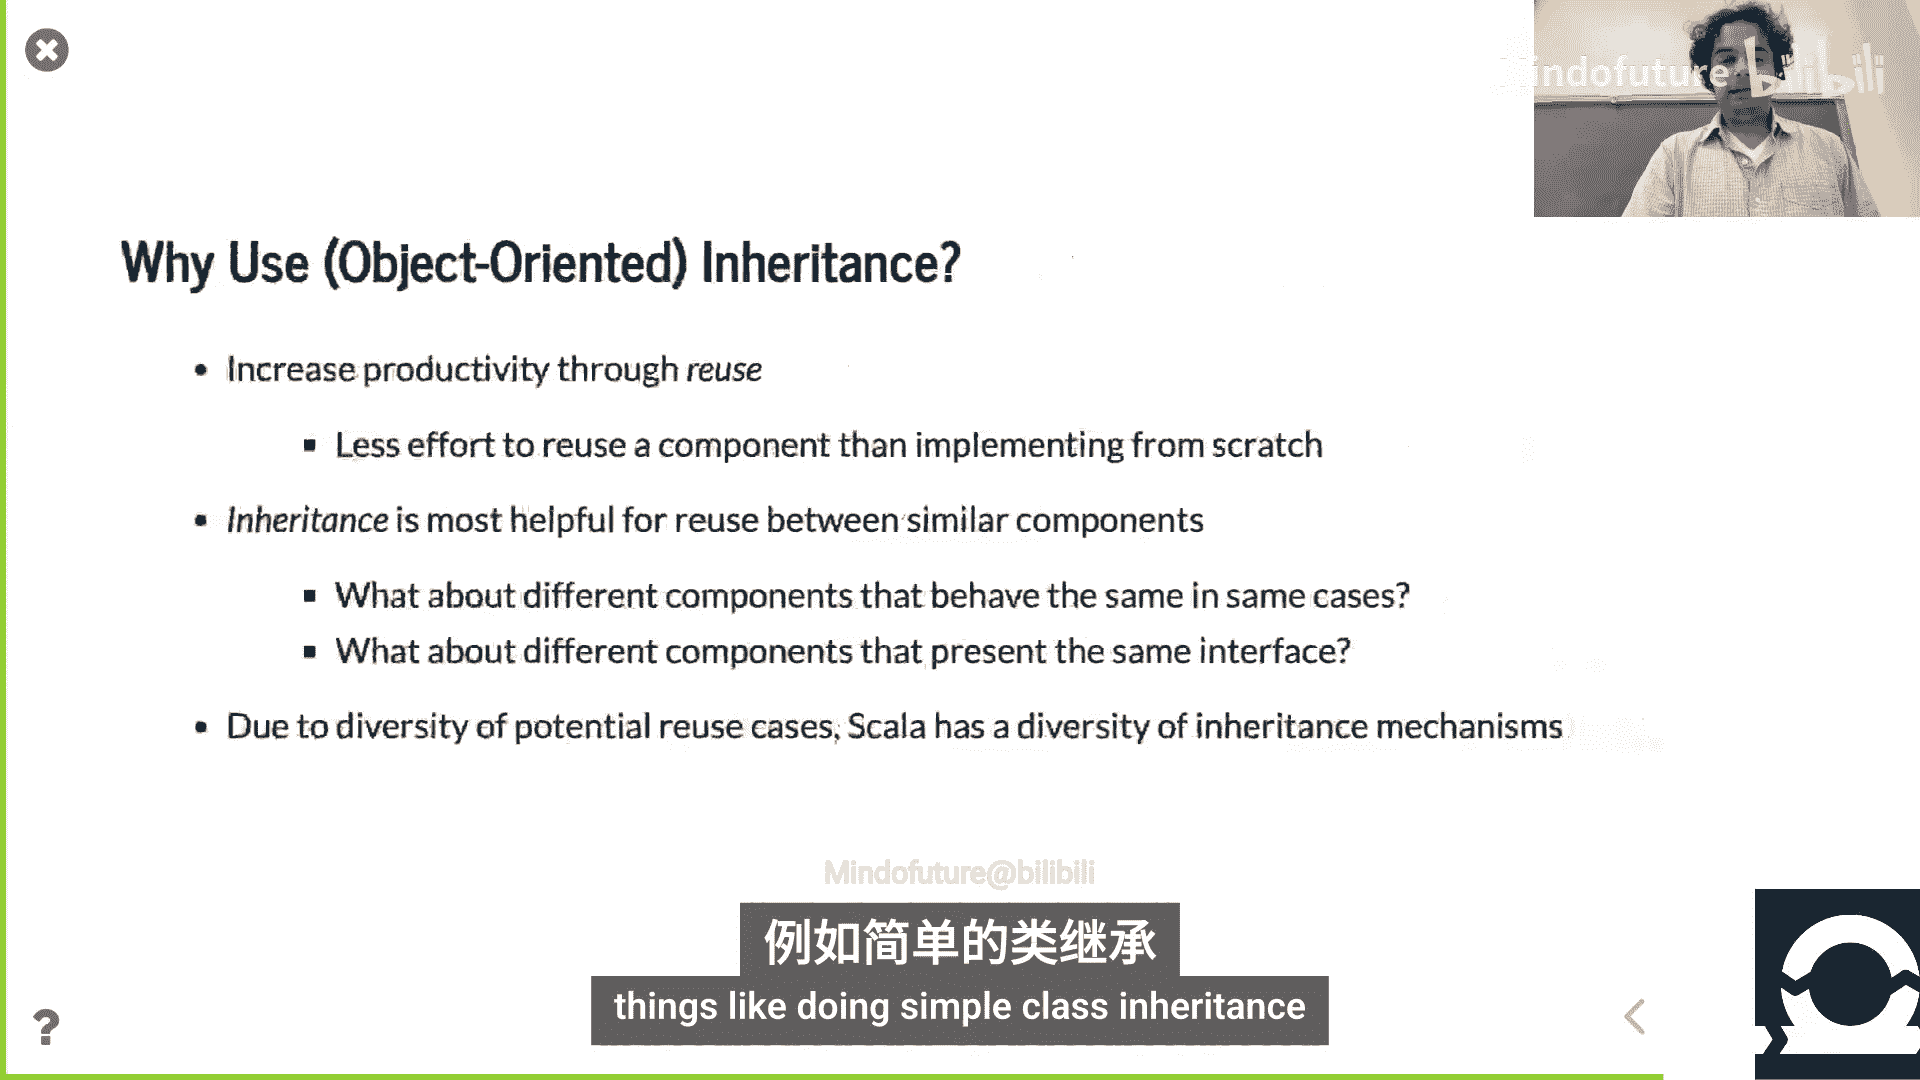 indofuture bilibili
Why Use (Object-Oriented) Inheritance?
• Increase productivity through reuse
▪ Less effort to reuse a component than implementing from scratch
• Inheritance is most helpful for reuse between similar components
▪ What about different components that behave the same in same cases?
▪ What about different components that present the same interface?
• Due to diversity of potential reuse cases, Scala has a diversity of inheritance mechanisms
Mindofuture@bilibili
例如简单的类继承
things like doing simple class inheritance
?